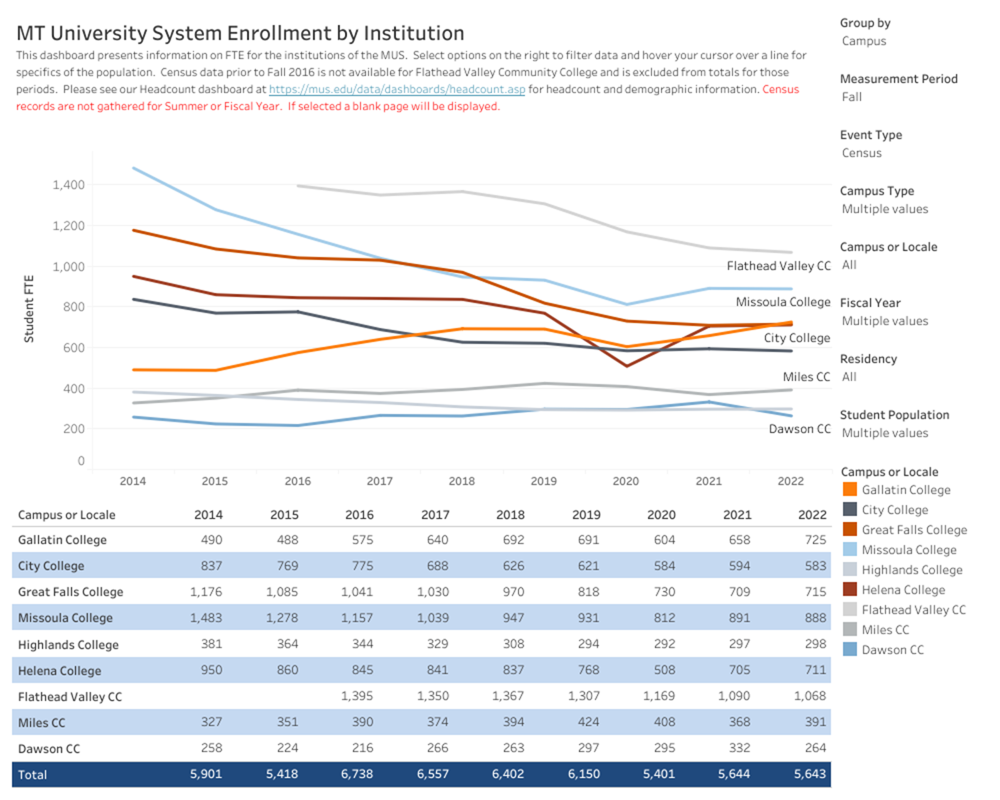 MT University System Enrollment by Institution
This dashboard presents information on FTE for the institutions of the MUS. Select options on the right to filter data and hover your cursor over a line for
specifics of the population. Census data prior to Fall 2016 is not available for Flathead Valley Community College and is excluded from totals for those
periods. Please see our Headcount dashboard at https://mus.edu/data/dashboards/headcount.asp for headcount and demographic information. Census
records are not gathered for Summer or Fiscal Year. If selected a blank page will be displayed.
Group by
Campus
Measurement Period
Fall
Event Type
Census
Campus Type
Multiple values
Campus or Locale
All
Fiscal Year
Multiple values
Residency
All
Student Population
Multiple values
Student FTE
1,400
1,200
1,000
800
600
400
200
0
Flathead Valley CC
Missoula College
City College
Miles CC
Dawson CC
2014 2015 2016 2017 2018 2019 2020 2021 2022
Campus or Locale
Gallatin College
City College
Great Falls College
Missoula College
Highlands College
Helena College
Flathead Valley CC
Miles CC
Dawson CC
Campus or Locale 2014 2015 2016 2017 2018 2019 2020 2021 2022
Gallatin College 490 488 575 640 692 691 604 658 725
City College 837 769 775 688 626 621 584 594 583
Great Falls College 1,176 1,085 1,041 1,030 970 818 730 709 715
Missoula College 1,483 1,278 1,157 1,039 947 931 812 891 888
Highlands College 381 364 344 329 308 294 292 297 298
Helena College 950 860 845 841 837 768 508 705 711
Flathead Valley CC 1,395 1,350 1,367 1,307 1,169 1,090 1,068
Miles CC 327 351 390 374 394 424 408 368 391
Dawson CC 258 224 216 266 263 297 295 332 264
Total 5,901 5,418 6,738 6,557 6,402 6,150 5,401 5,644 5,643